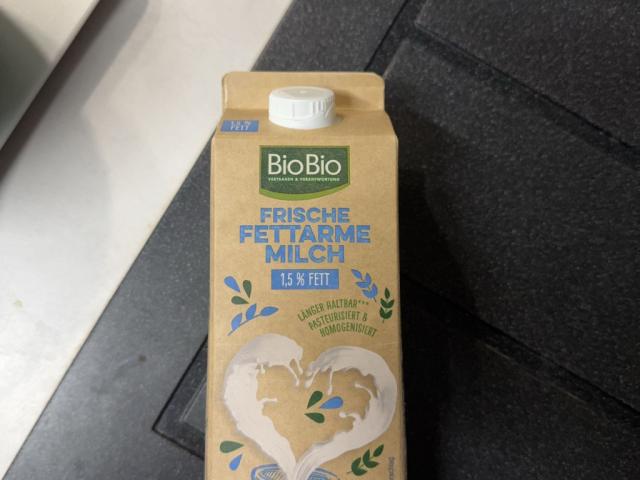 1,5 %
FETT
BioBio
VERTRAUEN & VERANTWORTUNG
FRISCHE
FETTARME
MILCH
1,5 % FETT
LÄNGER HALTBAR***
PASTEURISIERT &
HOMOGENISIERT